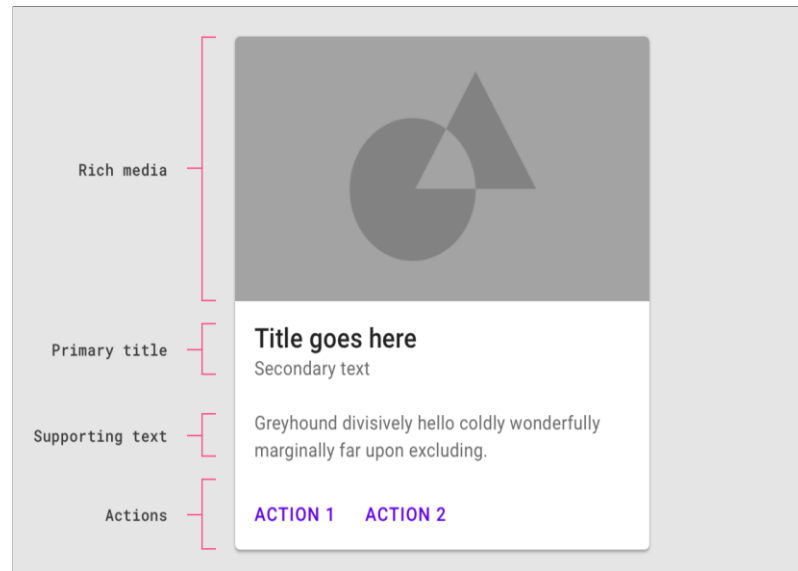 Rich media
Primary title
Title goes here
Secondary text
Supporting text
Greyhound divisively hello coldly wonderfully
marginally far upon excluding.
Actions
ACTION 1 ACTION 2